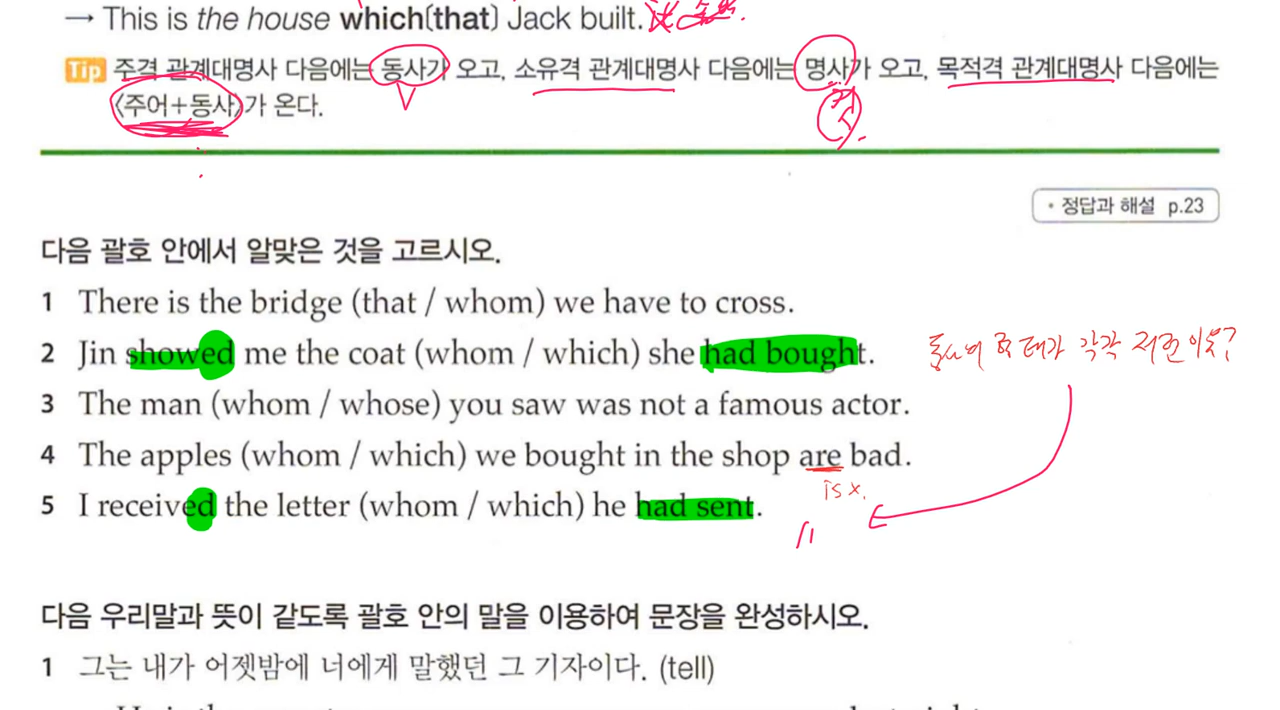 → This is the house which(that) Jack built.
Tip 주격 관계대명사 다음에는 동사가 오고, 소유격 관계대명사 다음에는 명사가 오고, 목적격 관계대명사 다음에는
〈주어+동사〉가 온다.
• 정답과 해설 p.23
다음 괄호 안에서 알맞은 것을 고르시오.
1 There is the bridge (that / whom) we have to cross.
2 Jin showed me the coat (whom / which) she had bought.
동사의 형태가 각각 저런 이유?
3 The man (whom / whose) you saw was not a famous actor.
4 The apples (whom / which) we bought in the shop are bad.
is x.
5 I received the letter (whom / which) he had sent.
다음 우리말과 뜻이 같도록 괄호 안의 말을 이용하여 문장을 완성하시오.
1 그는 내가 어젯밤에 너에게 말했던 그 기자이다. (tell)